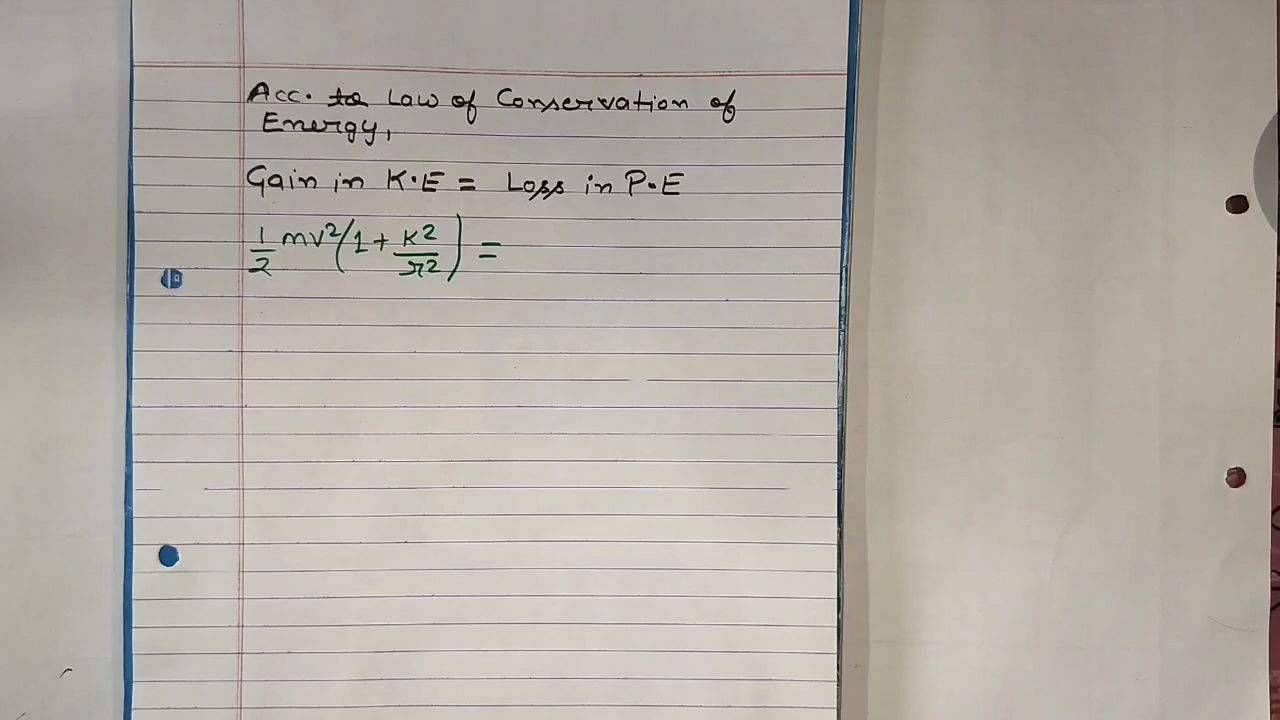 Acc. to Law of Conservation of
Energy,
Gain in K.E = Loss in P.E
1/2 mv²(1 + K²/r²) =